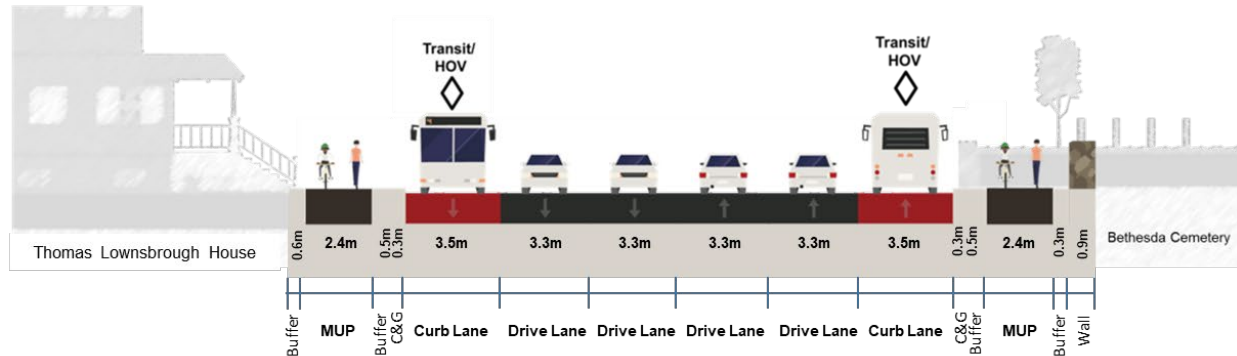 Transit/
HOV
Transit/
HOV
Thomas Lownsbrough House
0.6m
2.4m
0.5m
0.3m
3.5m
3.3m
3.3m
3.3m
3.3m
3.5m
0.3m
0.5m
2.4m
0.3m
0.9m
Bethesda Cemetery
Buffer
MUP
Buffer
C&G
Curb Lane
Drive Lane
Drive Lane
Drive Lane
Drive Lane
Curb Lane
C&G
Buffer
MUP
Buffer
Wall